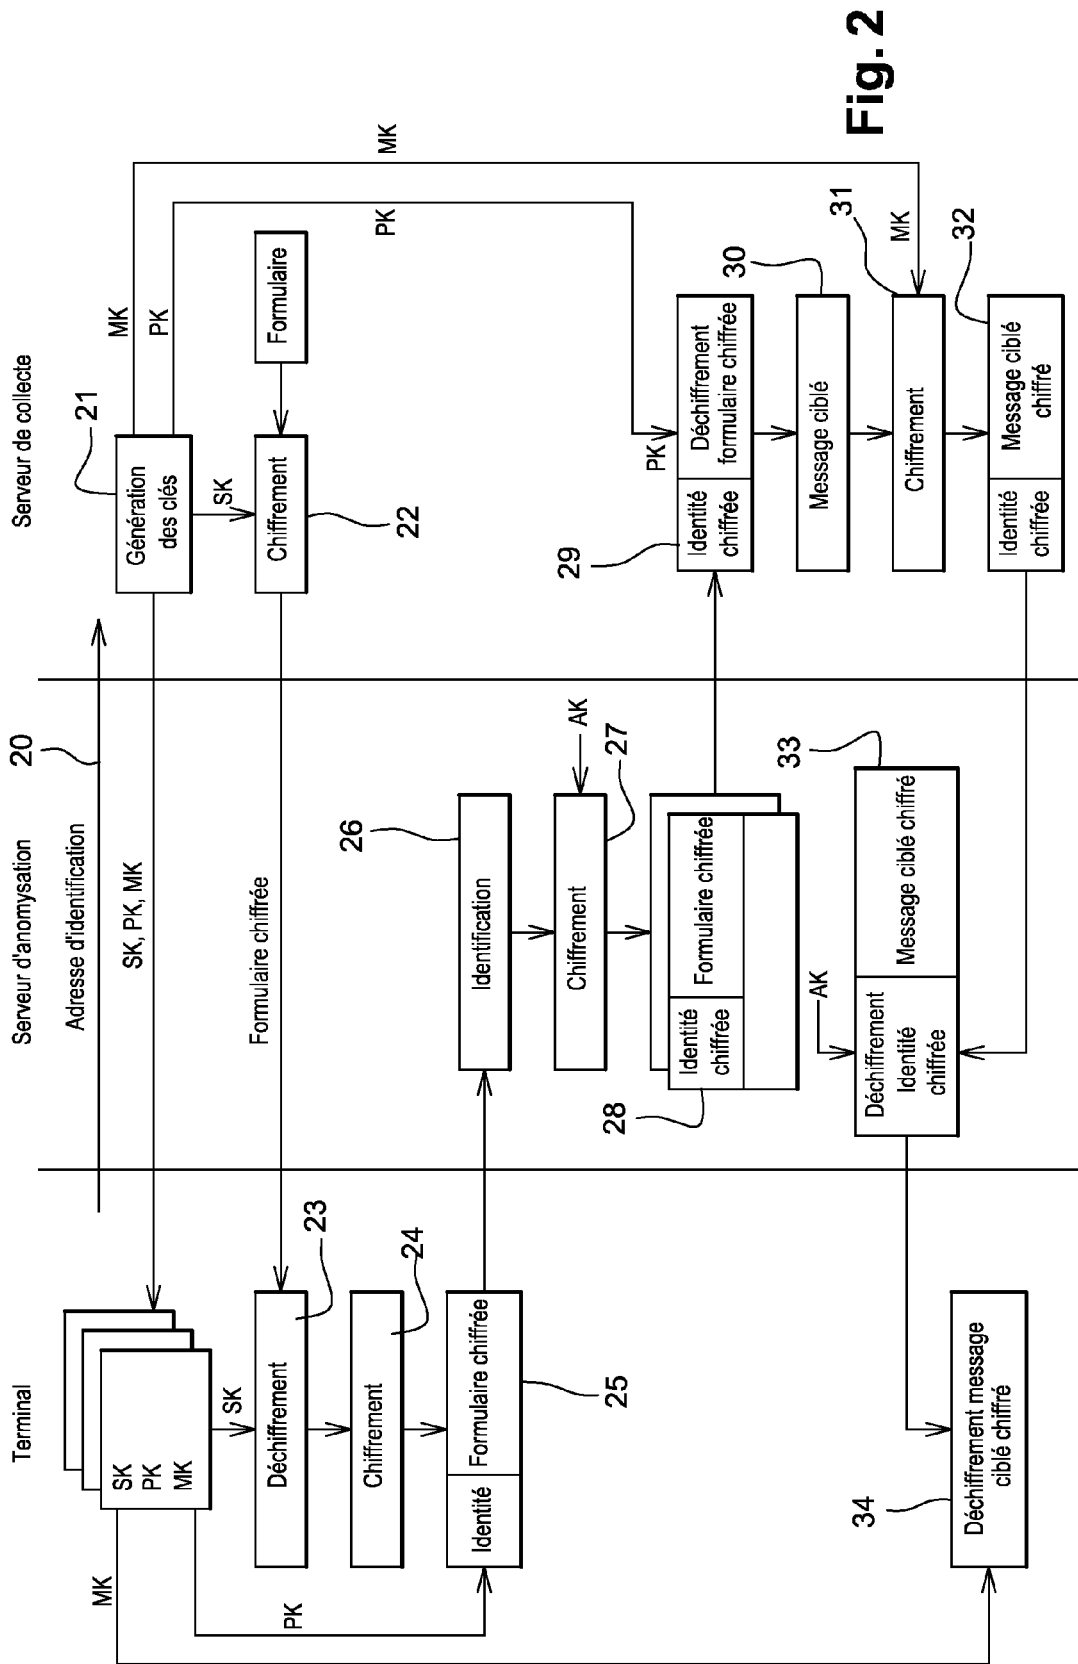 Terminal
Serveur d'anomysation
Serveur de collecte
20
Adresse d'identification
SK, PK, MK
21
Génération
des clés
MK
PK
MK
PK
SK
SK
PK
MK
SK
MK
PK
Formulaire
Chiffrement
22
Formulaire chiffrée
Déchiffrement
23
Chiffrement
24
Identité
Formulaire chiffrée
25
Identification
26
Chiffrement
AK
27
Identité
chiffrée
Formulaire chiffrée
28
PK
Identité
chiffrée
Déchiffrement
formulaire chiffrée
29
Message ciblé
30
Chiffrement
MK
31
Identité
chiffrée
Message ciblé
chiffré
32
AK
Déchiffrement
Identité
chiffrée
Message ciblé chiffré
33
Déchiffrement message
ciblé chiffré
34
Fig. 2